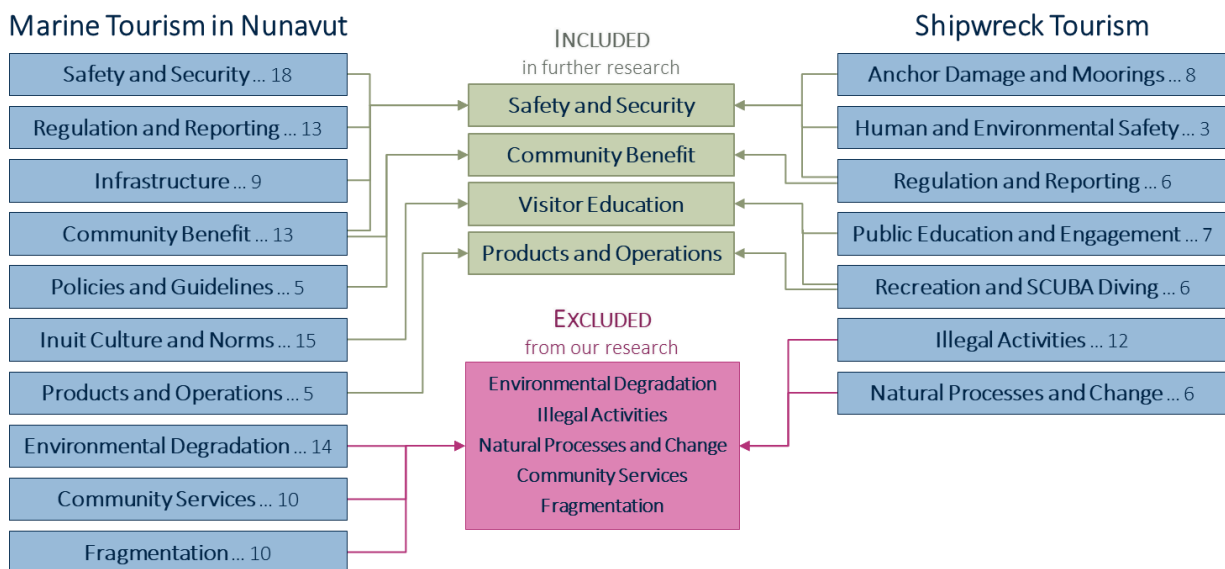 Marine Tourism in Nunavut
Safety and Security ... 18
Regulation and Reporting ... 13
Infrastructure ... 9
Community Benefit ... 13
Policies and Guidelines ... 5
Inuit Culture and Norms ... 15
Products and Operations ... 5
Environmental Degradation ... 14
Community Services ... 10
Fragmentation ... 10
INCLUDED
in further research
Safety and Security
Community Benefit
Visitor Education
Products and Operations
EXCLUDED
from our research
Environmental Degradation
Illegal Activities
Natural Processes and Change
Community Services
Fragmentation
Shipwreck Tourism
Anchor Damage and Moorings ... 8
Human and Environmental Safety ... 3
Regulation and Reporting ... 6
Public Education and Engagement ... 7
Recreation and SCUBA Diving ... 6
Illegal Activities ... 12
Natural Processes and Change ... 6